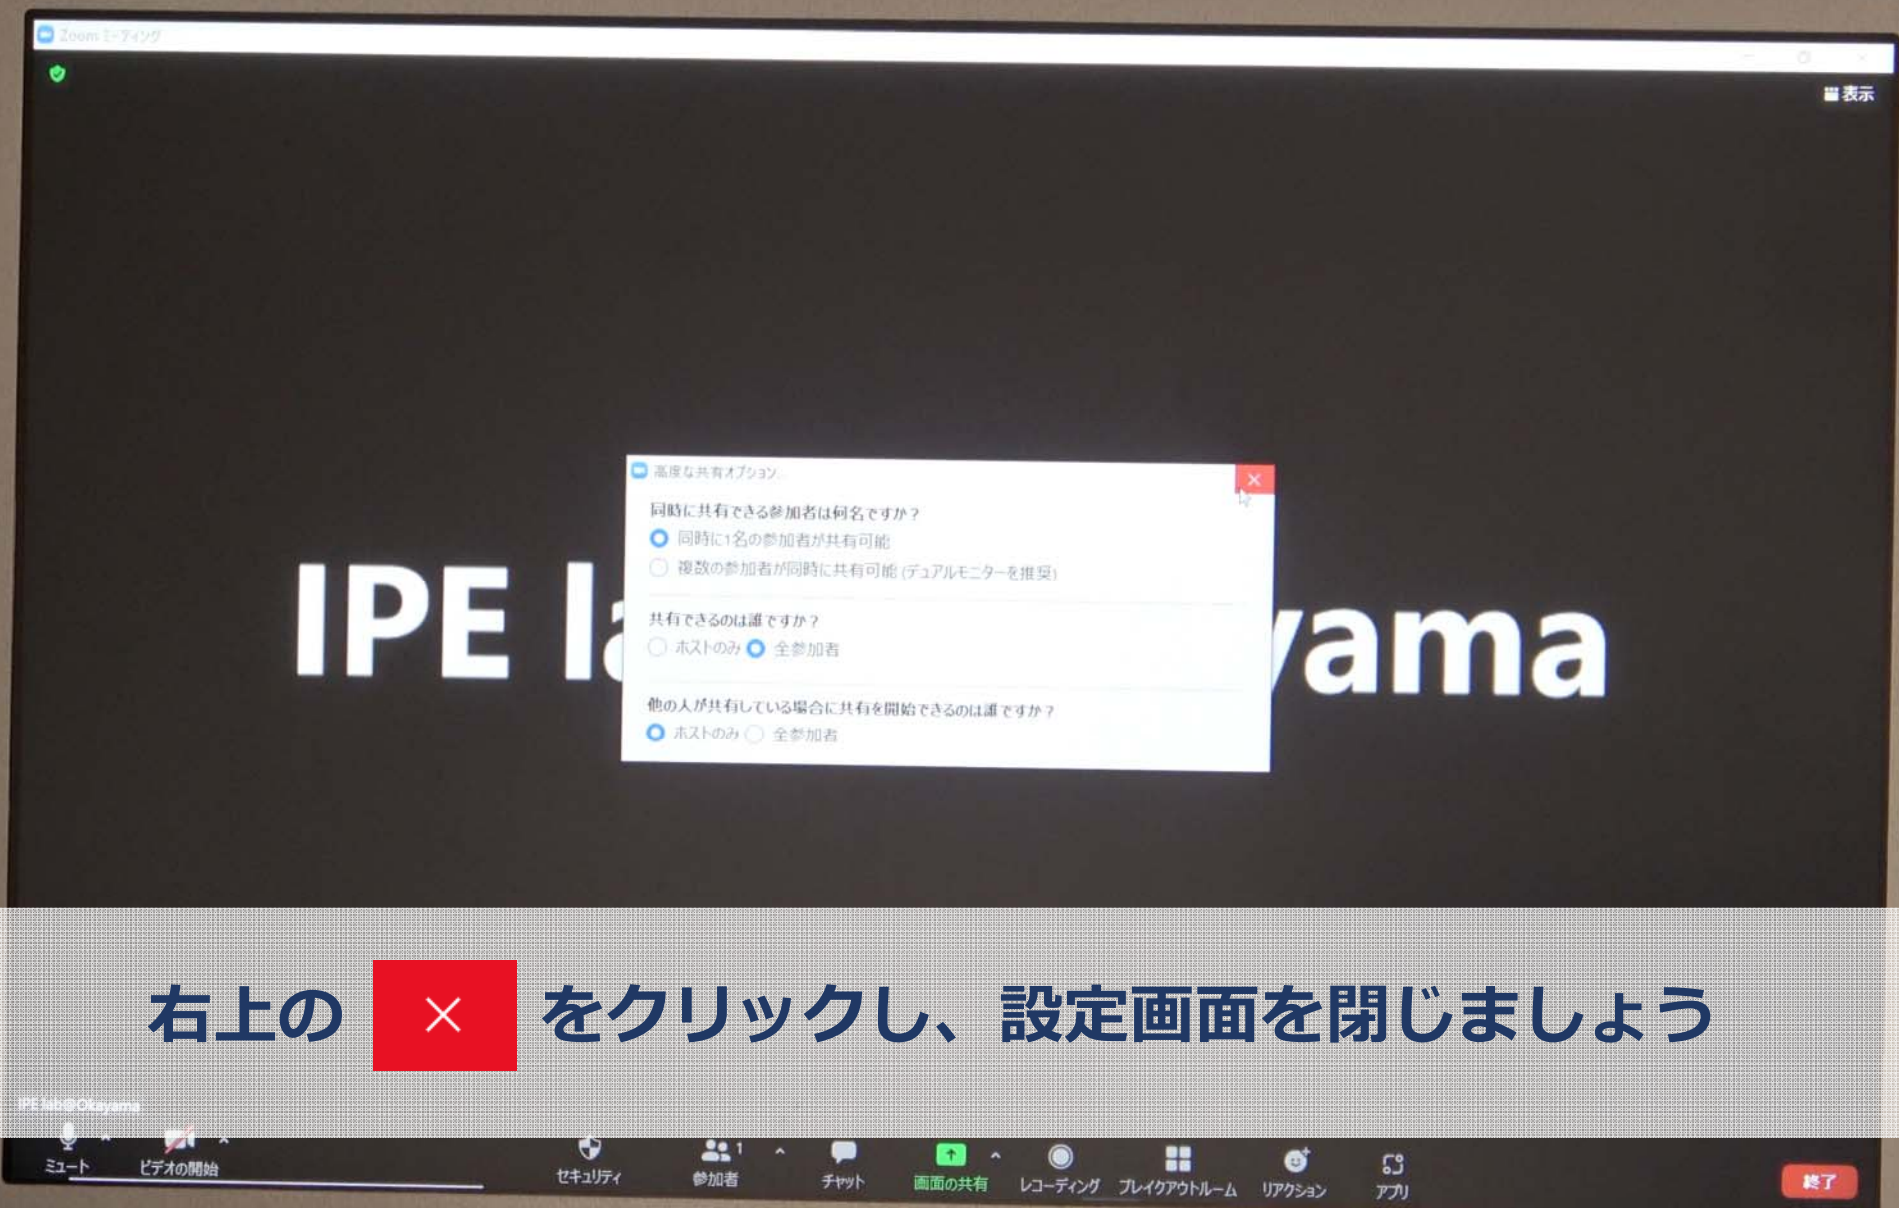 Zoom ミーティング
表示
高度な共有オプション...
同時に共有できる参加者は何名ですか？
同時に1名の参加者が共有可能
複数の参加者が同時に共有可能 (デュアルモニターを推奨)
共有できるのは誰ですか？
ホストのみ 全参加者
他の人が共有している場合に共有を開始できるのは誰ですか？
ホストのみ 全参加者
IPE la yama
右上の × をクリックし、設定画面を閉じましょう
IPE lab@Okayama
ミュート ビデオの開始 セキュリティ 参加者 1 チャット 画面の共有 レコーディング ブレイクアウトルーム リアクション アプリ 終了